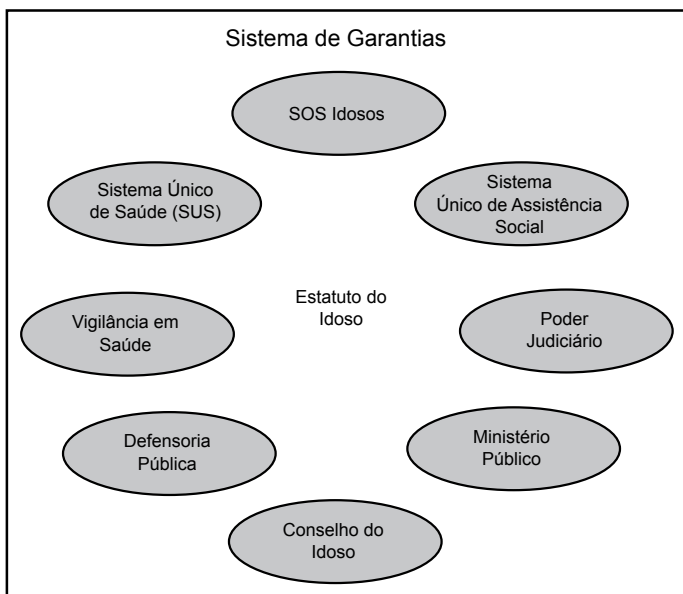 Sistema de Garantias
SOS Idosos
Sistema Único
de Saúde (SUS)
Sistema
Único de Assistência
Social
Estatuto do
Idoso
Vigilância em
Saúde
Poder
Judiciário
Defensoria
Pública
Ministério
Público
Conselho do
Idoso